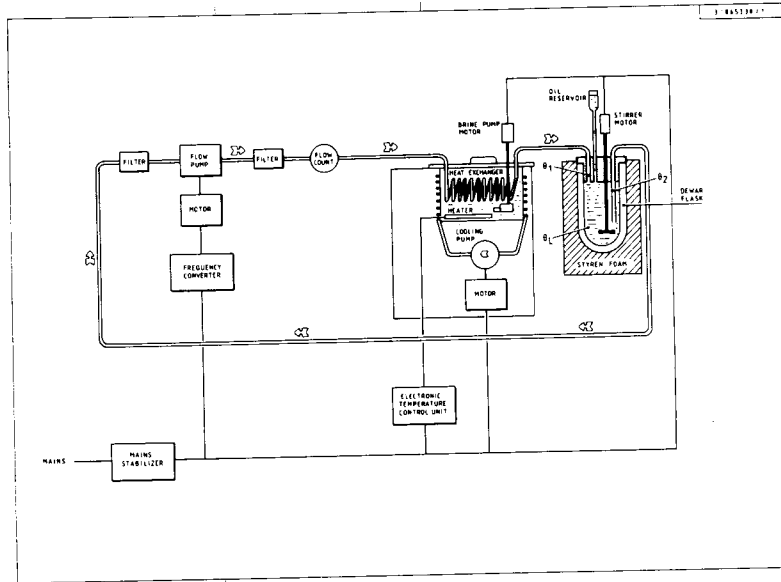 OIL
RESERVOIR
BRINE PUMP
MOTOR
STIRRER
MOTOR
FILTER
FLOW
PUMP
FILTER
FLOW
COUNT
HEAT EXCHANGER
HEATER
θ1
θ2
DEWAR
FLASK
MOTOR
COOLING
PUMP
θL
STYREN FOAM
FREQUENCY
CONVERTER
MOTOR
ELECTRONIC
TEMPERATURE
CONTROL UNIT
MAINS
MAINS
STABILIZER